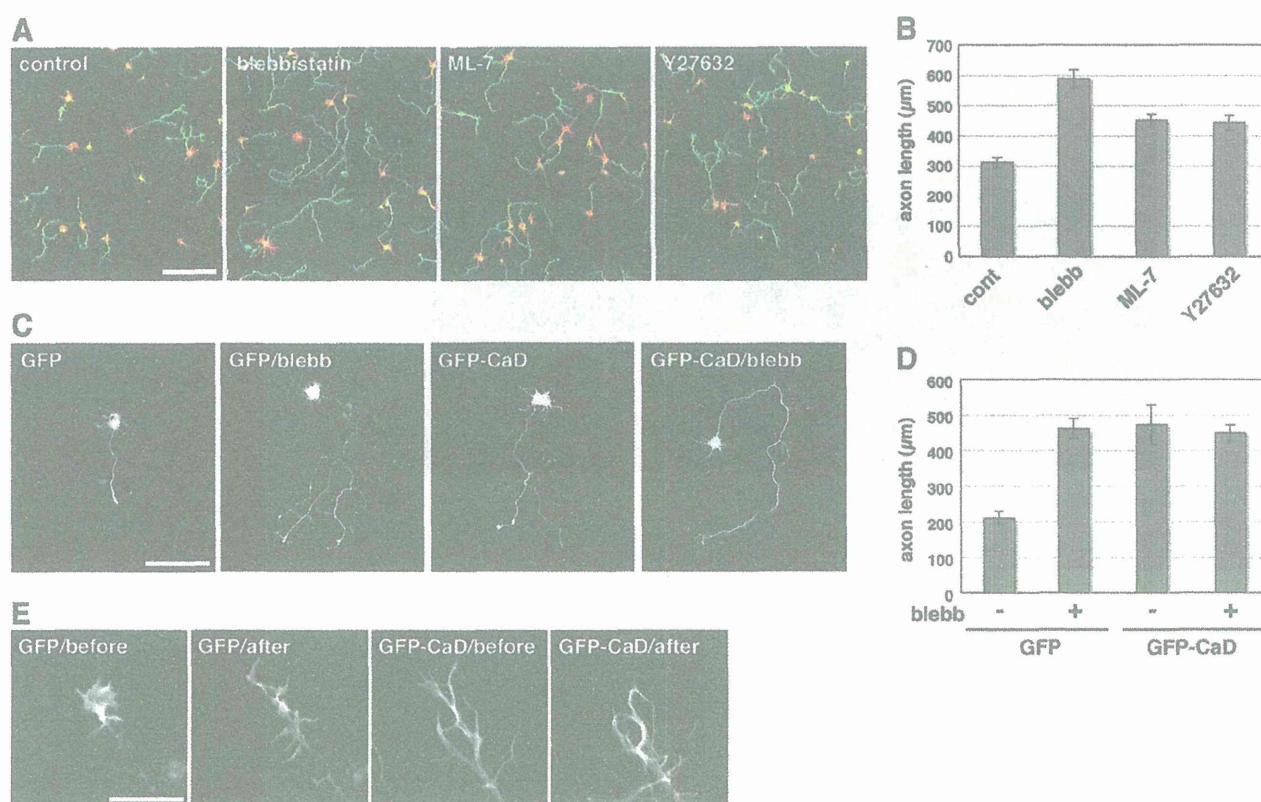 A
control
blebbistatin
ML-7
Y27632
B
700
600
500
400
300
200
100
0
axon length (µm)
cont
blebb
ML-7
Y27632
C
GFP
GFP/blebb
GFP-CaD
GFP-CaD/blebb
D
600
500
400
300
200
100
0
axon length (µm)
blebb - + - +
GFP GFP-CaD
E
GFP/before
GFP/after
GFP-CaD/before
GFP-CaD/after